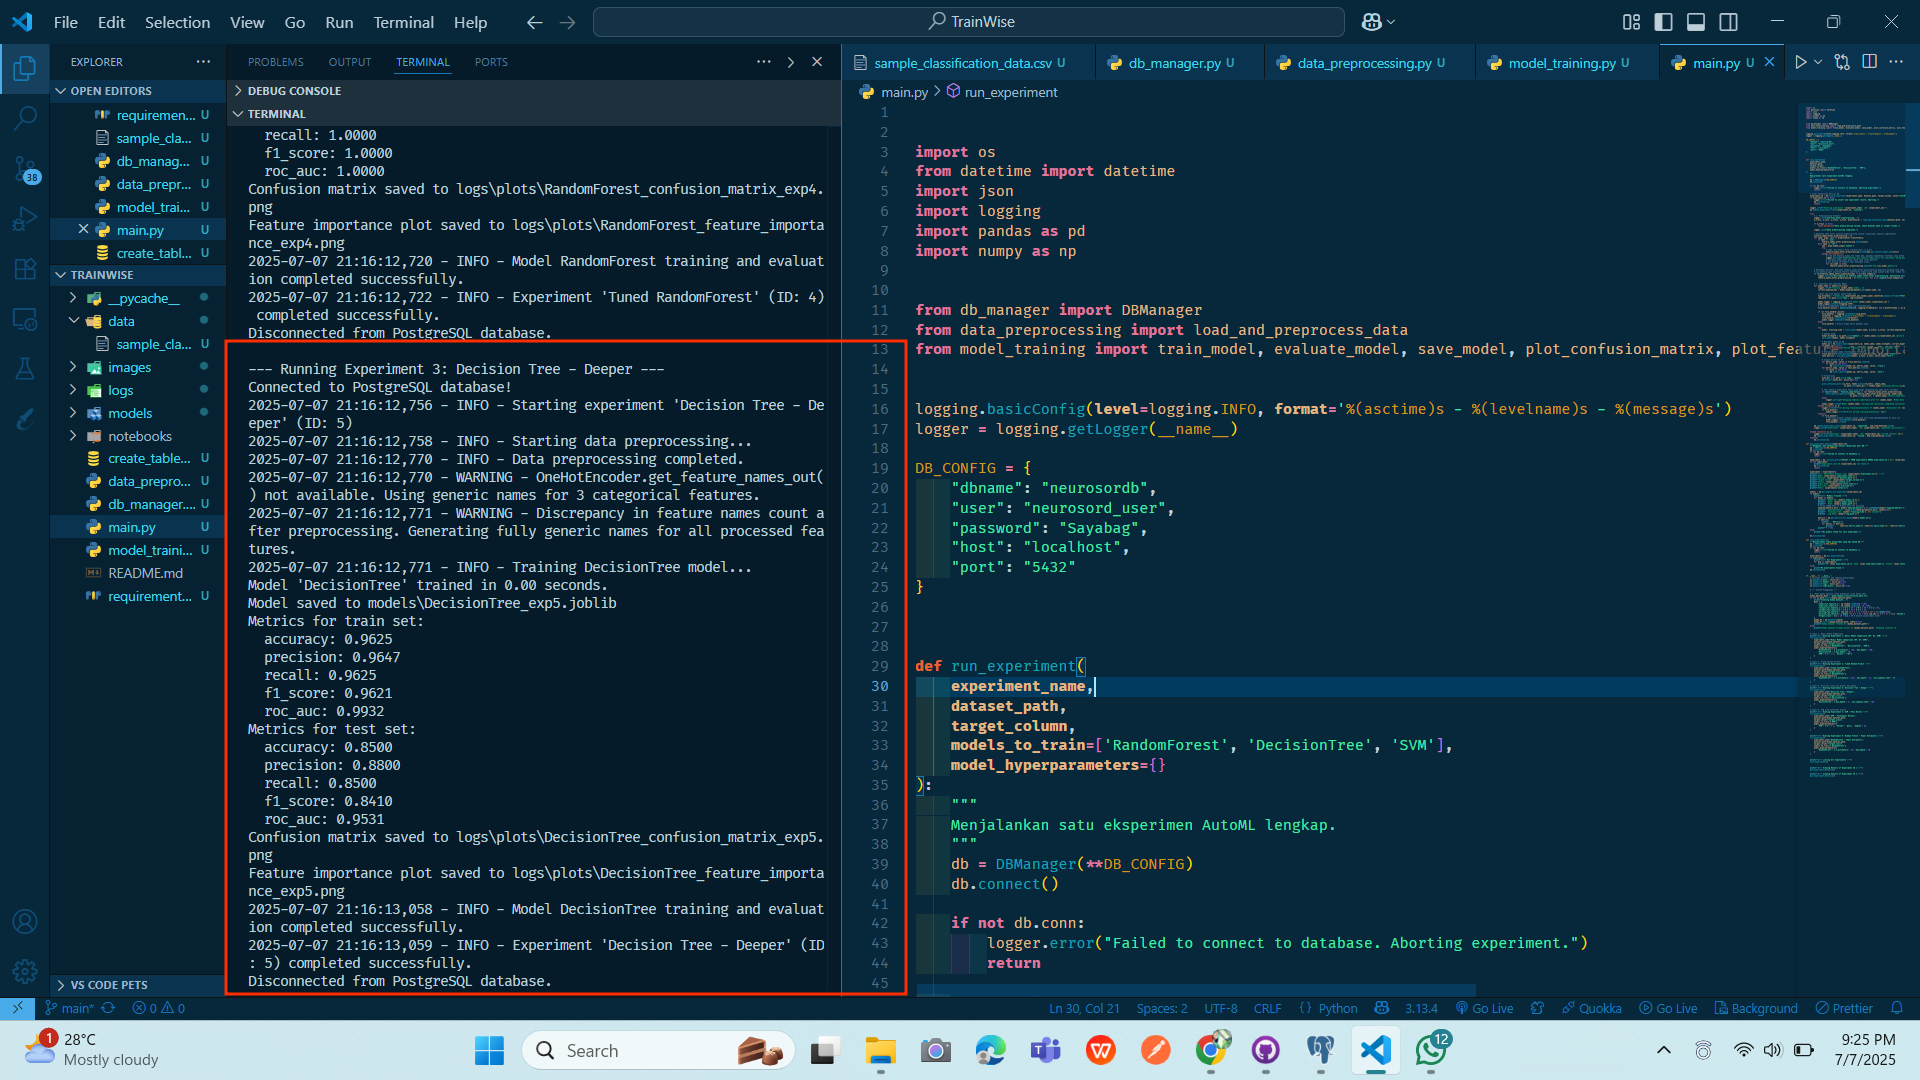 File Edit Selection View Go Run Terminal Help
TrainWise
EXPLORER
OPEN EDITORS
requiremen... U
sample_cla... U
db_manag... U
data_prepr... U
model_trai... U
main.py U
create_tabl... U
TRAINWISE
__pycache__
data
sample_cla... U
images
logs
models
notebooks
create_table... U
data_prepro... U
db_manager.... U
main.py U
model_traini... U
README.md
requirement... U
VS CODE PETS
38
PROBLEMS OUTPUT TERMINAL PORTS
DEBUG CONSOLE
TERMINAL
recall: 1.0000
f1_score: 1.0000
roc_auc: 1.0000
Confusion matrix saved to logs\plots\RandomForest_confusion_matrix_exp4.
png
Feature importance plot saved to logs\plots\RandomForest_feature_importa
nce_exp4.png
2025-07-07 21:16:12,720 - INFO - Model RandomForest training and evaluat
ion completed successfully.
2025-07-07 21:16:12,722 - INFO - Experiment 'Tuned RandomForest' (ID: 4)
completed successfully.
Disconnected from PostgreSQL database.
--- Running Experiment 3: Decision Tree - Deeper ---
Connected to PostgreSQL database!
2025-07-07 21:16:12,756 - INFO - Starting experiment 'Decision Tree - De
eper' (ID: 5)
2025-07-07 21:16:12,758 - INFO - Starting data preprocessing...
2025-07-07 21:16:12,770 - INFO - Data preprocessing completed.
2025-07-07 21:16:12,770 - WARNING - OneHotEncoder.get_feature_names_out(
) not available. Using generic names for 3 categorical features.
2025-07-07 21:16:12,771 - WARNING - Discrepancy in feature names count a
fter preprocessing. Generating fully generic names for all processed fea
tures.
2025-07-07 21:16:12,771 - INFO - Training DecisionTree model...
Model 'DecisionTree' trained in 0.00 seconds.
Model saved to models\DecisionTree_exp5.joblib
Metrics for train set:
accuracy: 0.9625
precision: 0.9647
recall: 0.9625
f1_score: 0.9621
roc_auc: 0.9932
Metrics for test set:
accuracy: 0.8500
precision: 0.8800
recall: 0.8500
f1_score: 0.8410
roc_auc: 0.9531
Confusion matrix saved to logs\plots\DecisionTree_confusion_matrix_exp5.
png
Feature importance plot saved to logs\plots\DecisionTree_feature_importa
nce_exp5.png
2025-07-07 21:16:13,058 - INFO - Model DecisionTree training and evaluat
ion completed successfully.
2025-07-07 21:16:13,059 - INFO - Experiment 'Decision Tree - Deeper' (ID
: 5) completed successfully.
Disconnected from PostgreSQL database.
sample_classification_data.csv U db_manager.py U data_preprocessing.py U model_training.py U main.py U
main.py > run_experiment
1
2
3 import os
4 from datetime import datetime
5 import json
6 import logging
7 import pandas as pd
8 import numpy as np
9
10
11 from db_manager import DBManager
12 from data_preprocessing import load_and_preprocess_data
13 from model_training import train_model, evaluate_model, save_model, plot_confusion_matrix, plot_feature_importa
14
15
16 logging.basicConfig(level=logging.INFO, format='%(asctime)s - %(levelname)s - %(message)s')
17 logger = logging.getLogger(__name__)
18
19 DB_CONFIG = {
20 "dbname": "neurosordb",
21 "user": "neurosord_user",
22 "password": "Sayabag",
23 "host": "localhost",
24 "port": "5432"
25 }
26
27
28
29 def run_experiment(
30 experiment_name,
31 dataset_path,
32 target_column,
33 models_to_train=['RandomForest', 'DecisionTree', 'SVM'],
34 model_hyperparameters={}
35 ):
36 """
37 Menjalankan satu eksperimen AutoML lengkap.
38 """
39 db = DBManager(**DB_CONFIG)
40 db.connect()
41
42 if not db.conn:
43 logger.error("Failed to connect to database. Aborting experiment.")
44 return
45
main* 0 0 Ln 30, Col 21 Spaces: 2 UTF-8 CRLF {} Python 3.13.4 Go Live Quokka Go Live Background Prettier
1 28°C
Mostly cloudy
Search
12
9:25 PM
7/7/2025